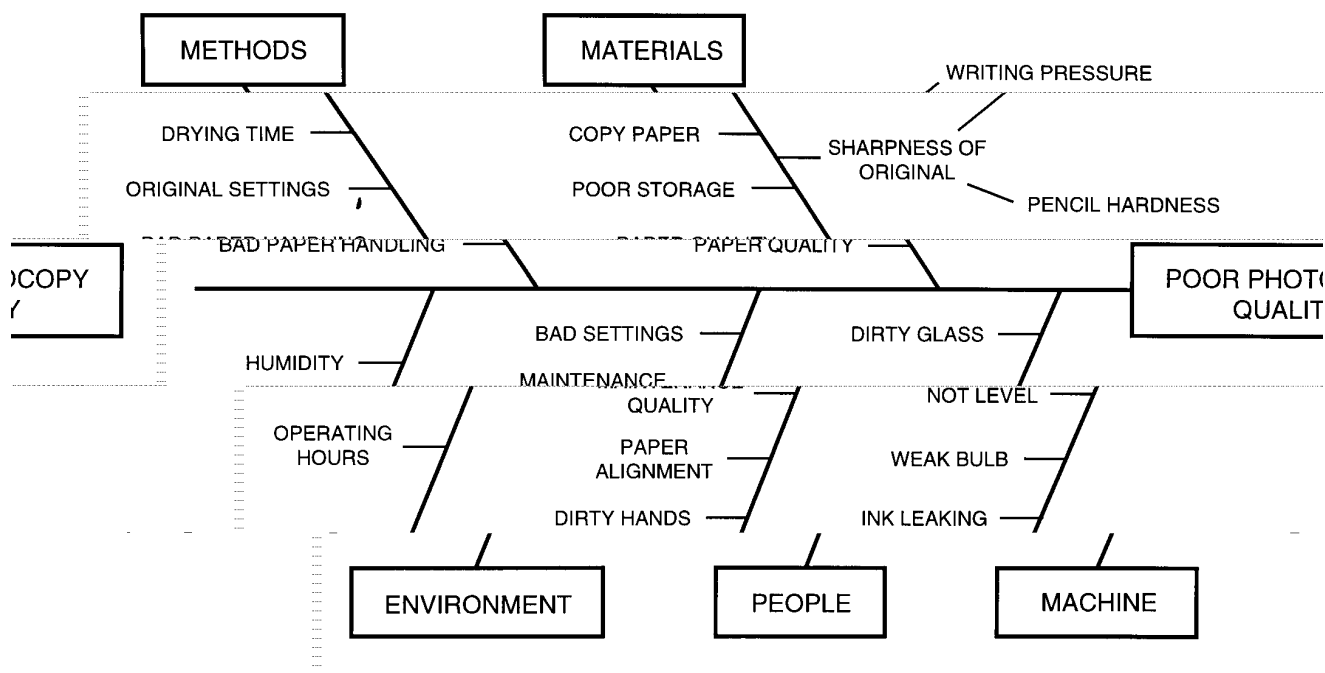 METHODS
MATERIALS
WRITING PRESSURE
DRYING TIME
COPY PAPER
SHARPNESS OF
ORIGINAL
ORIGINAL SETTINGS
POOR STORAGE
PENCIL HARDNESS
BAD PAPER HANDLING
PAPER QUALITY
OCOPY
Y
POOR PHOTO
QUALIT
BAD SETTINGS
DIRTY GLASS
HUMIDITY
MAINTENANCE
QUALITY
NOT LEVEL
OPERATING
HOURS
PAPER
ALIGNMENT
WEAK BULB
DIRTY HANDS
INK LEAKING
ENVIRONMENT
PEOPLE
MACHINE